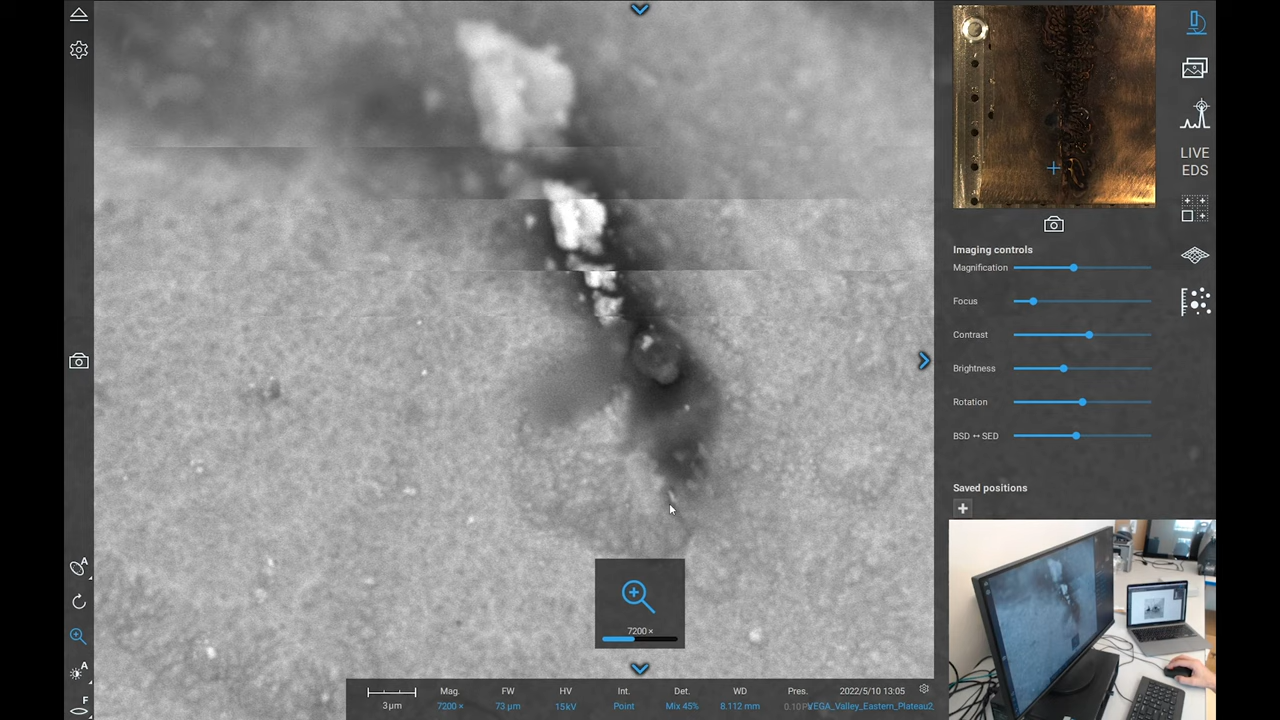 LIVE
EDS
Imaging controls
Magnification
Focus
Contrast
Brightness
Rotation
BSD ↔ SED
Saved positions
7200 ×
A
A
F
3 µm
Mag. FW HV Int. Det. WD Pres. 2022/5/10 13:05
7200 × 73 µm 15kV Point Mix 45% 8.112 mm 0.10 VEGA_Valley_Eastern_Plateau2